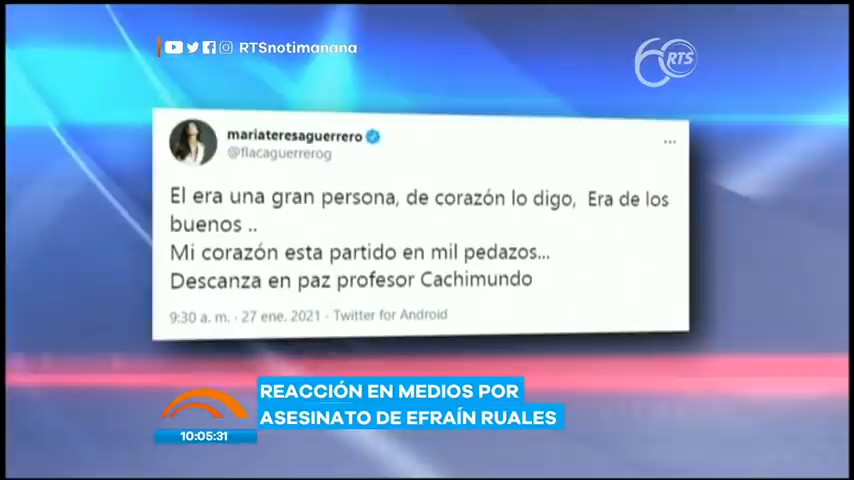 RTSnotimanana
60 RTS
mariateresaguerrero
@flacaguerrerog
El era una gran persona, de corazón lo digo, Era de los
buenos ..
Mi corazón esta partido en mil pedazos...
Descanza en paz profesor Cachimundo
9:30 a. m. · 27 ene. 2021 · Twitter for Android
REACCIÓN EN MEDIOS POR
ASESINATO DE EFRAÍN RUALES
10:05:31